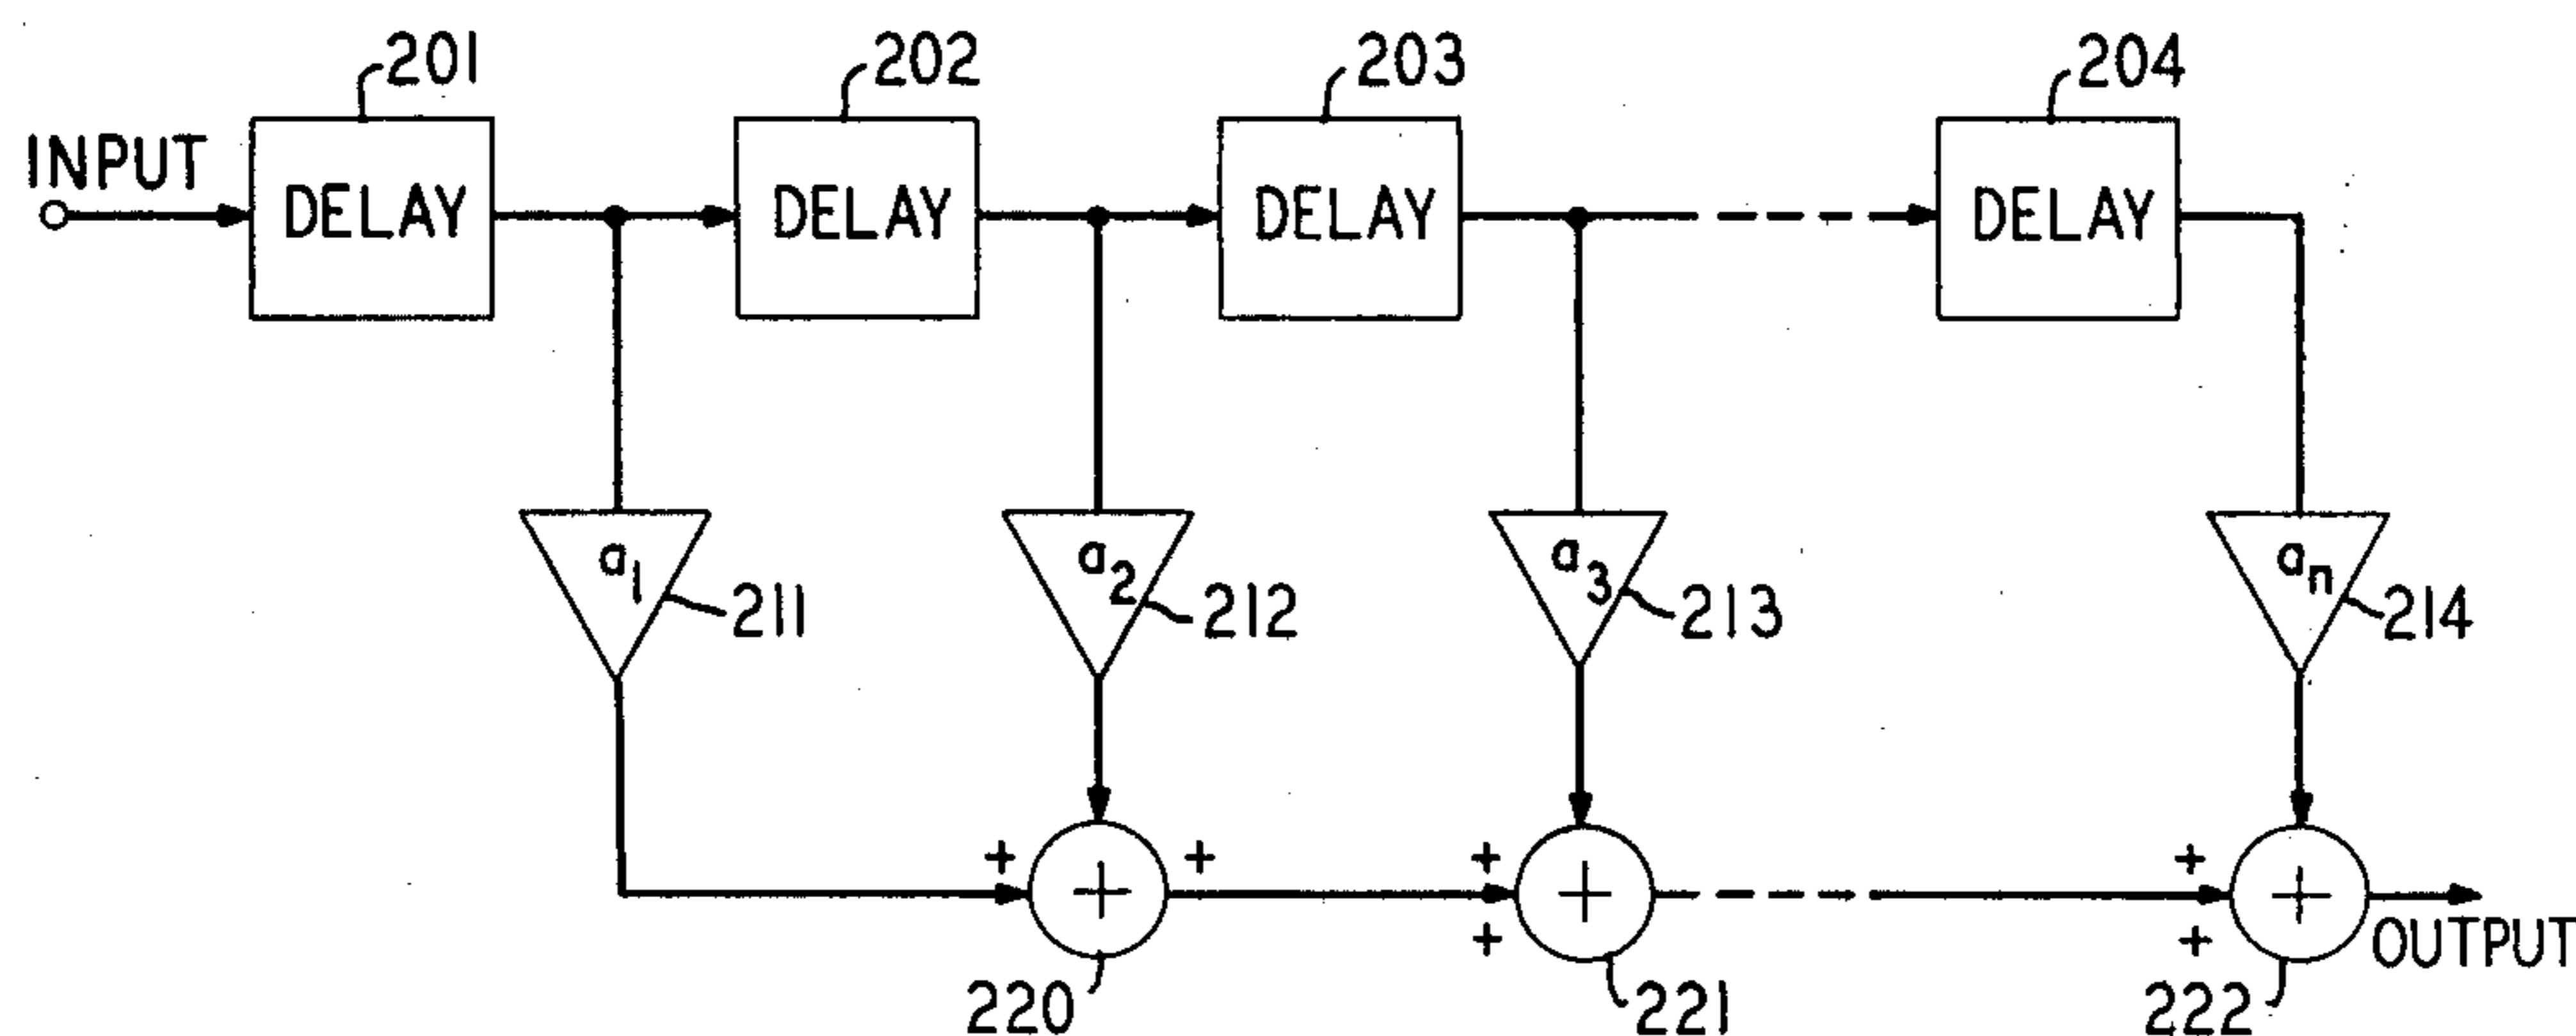 201 202 203 204
INPUT
DELAY DELAY DELAY DELAY
a1 a2 a3 an
211 212 213 214
+ + + +
+ + +
+ +
OUTPUT
220 221 222